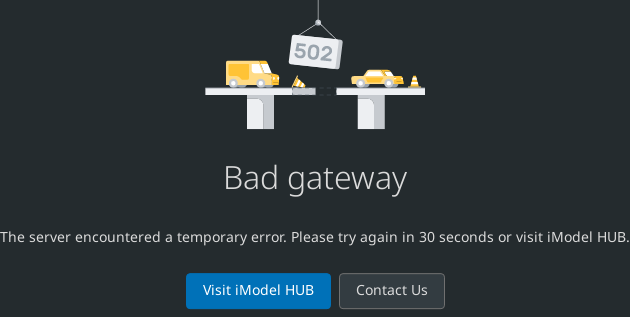 502
Bad gateway
The server encountered a temporary error. Please try again in 30 seconds or visit iModel HUB.
Visit iModel HUB
Contact Us